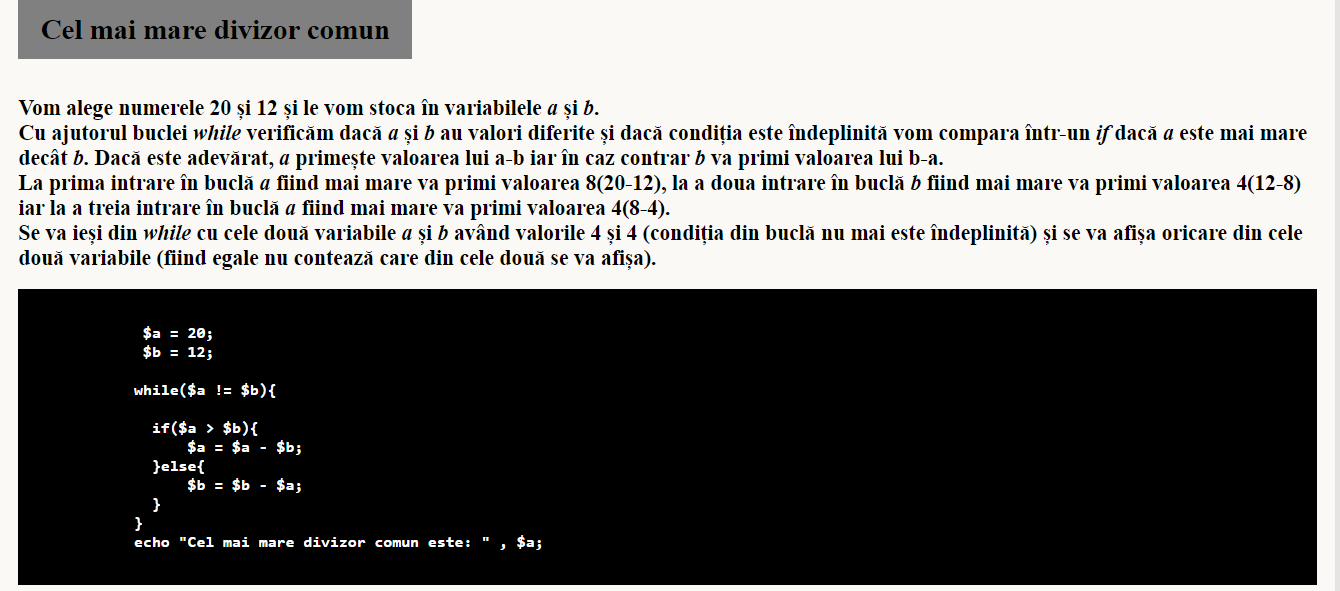 Cel mai mare divizor comun
Vom alege numerele 20 și 12 și le vom stoca în variabilele a și b.
Cu ajutorul buclei while verificăm dacă a și b au valori diferite și dacă condiția este îndeplinită vom compara într-un if dacă a este mai mare
decât b. Dacă este adevărat, a primește valoarea lui a-b iar în caz contrar b va primi valoarea lui b-a.
La prima intrare în buclă a fiind mai mare va primi valoarea 8(20-12), la a doua intrare în buclă b fiind mai mare va primi valoarea 4(12-8)
iar la a treia intrare în buclă a fiind mai mare va primi valoarea 4(8-4).
Se va ieși din while cu cele două variabile a și b având valorile 4 și 4 (condiția din buclă nu mai este îndeplinită) și se va afișa oricare din cele
două variabile (fiind egale nu contează care din cele două se va afișa).
$a = 20;
$b = 12;
while($a != $b){
if($a > $b){
$a = $a - $b;
}else{
$b = $b - $a;
}
}
echo "Cel mai mare divizor comun este: " , $a;